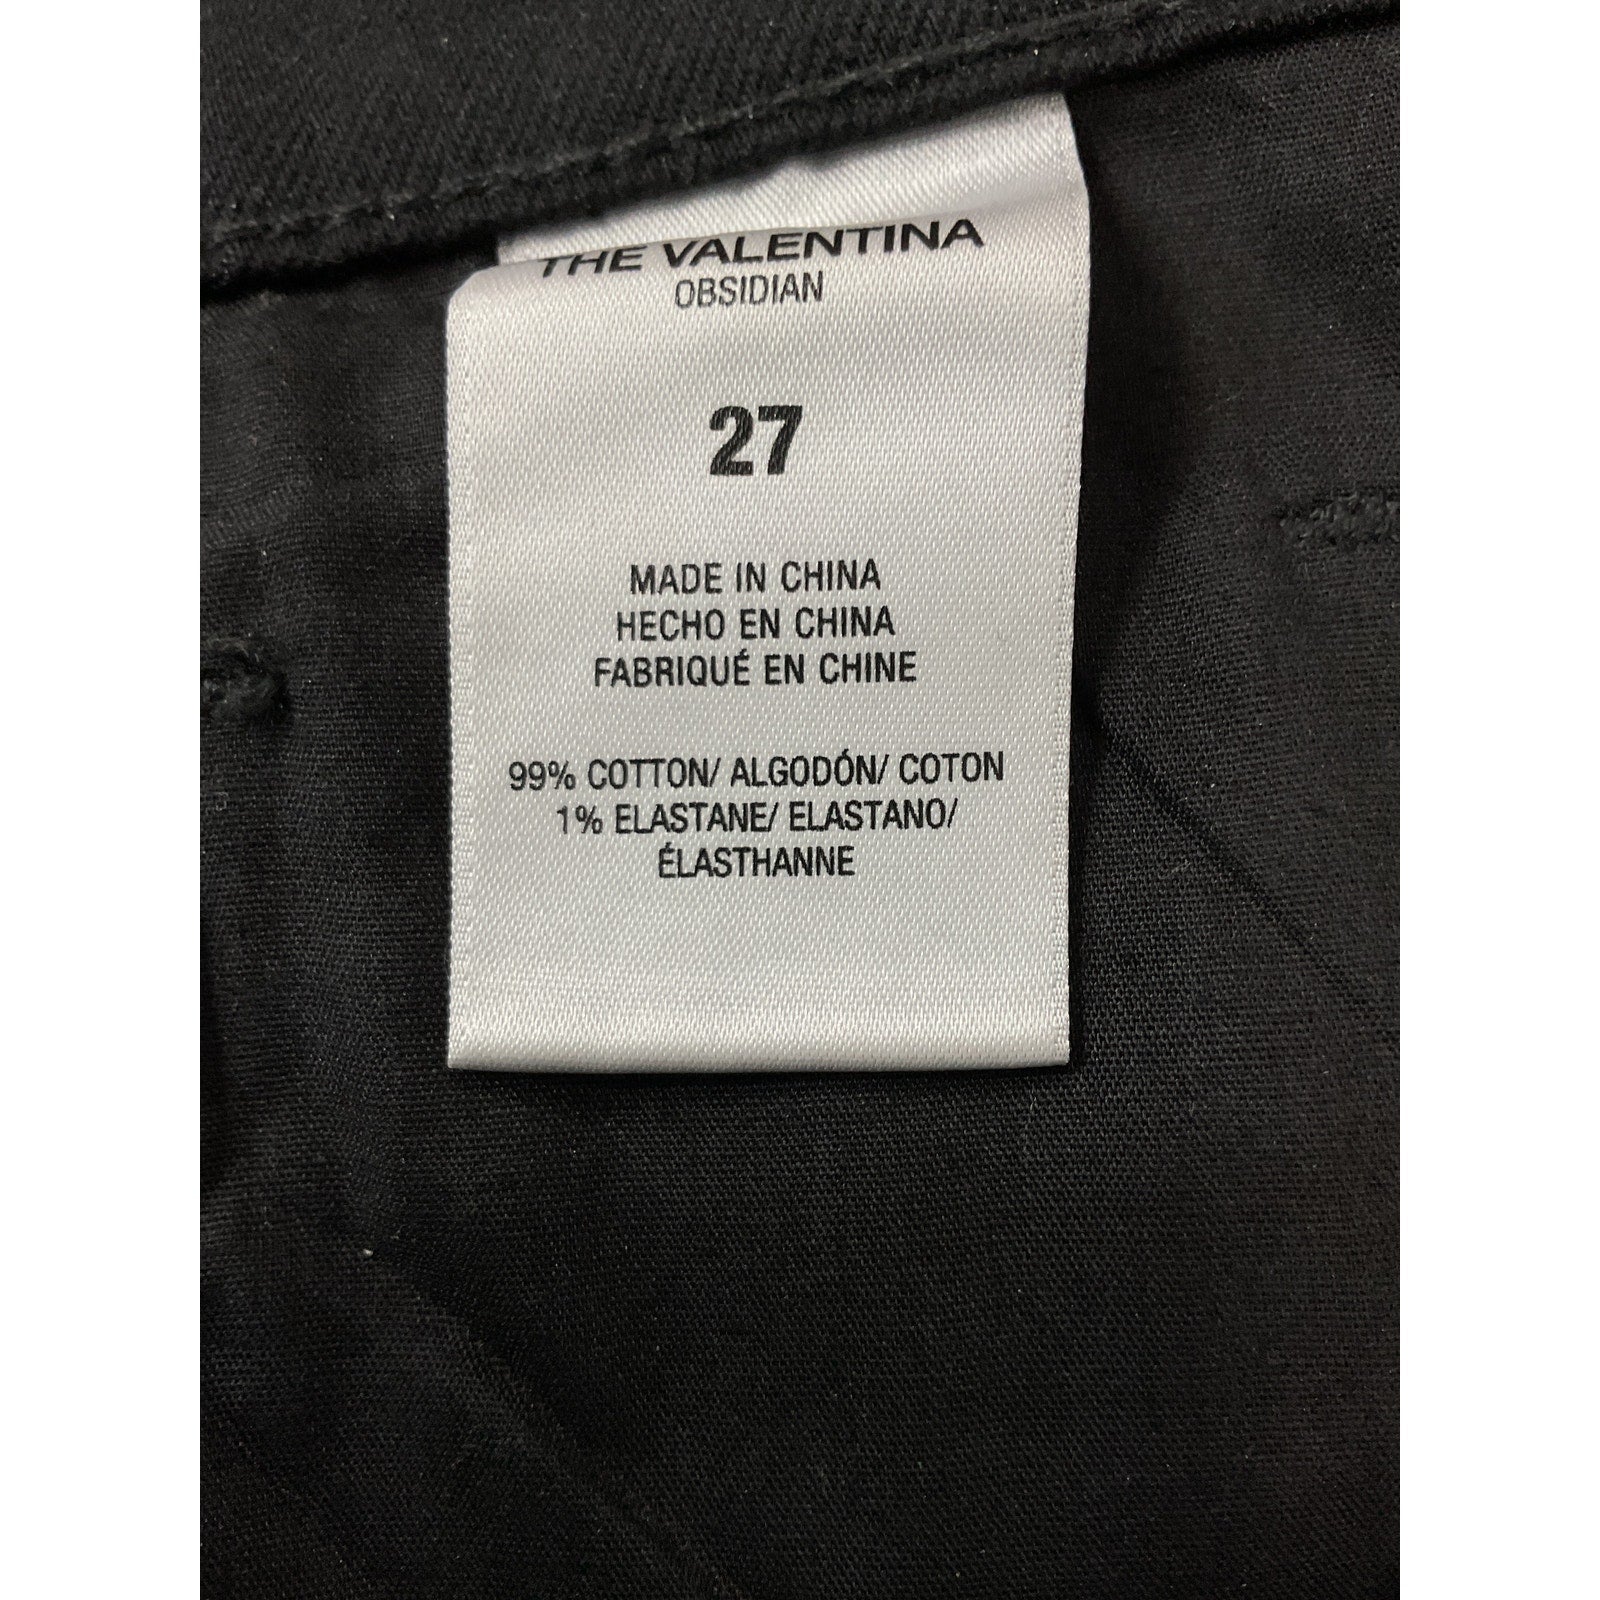 THE VALENTINA
OBSIDIAN
27
MADE IN CHINA
HECHO EN CHINA
FABRIQUÉ EN CHINE
99% COTTON/ ALGODÓN/ COTON
1% ELASTANE/ ELASTANO/
ÉLASTHANNE